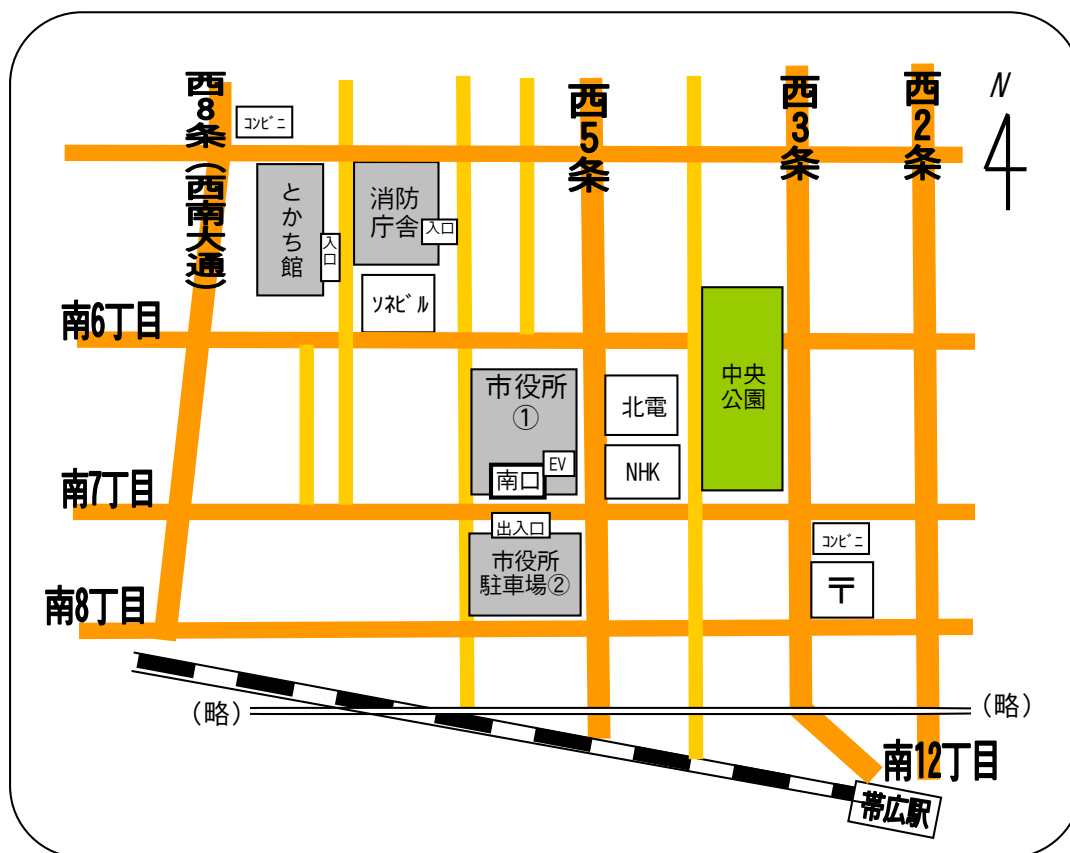 西8条(西南大通)
コンビニ
西5条
西3条
西2条
N
とかち館
入口
消防
庁舎
入口
ソネビル
南6丁目
市役所
①
EV
南口
北電
NHK
中央
公園
南7丁目
出入口
市役所
駐車場②
コンビニ
〒
南8丁目
(略)
(略)
南12丁目
帯広駅